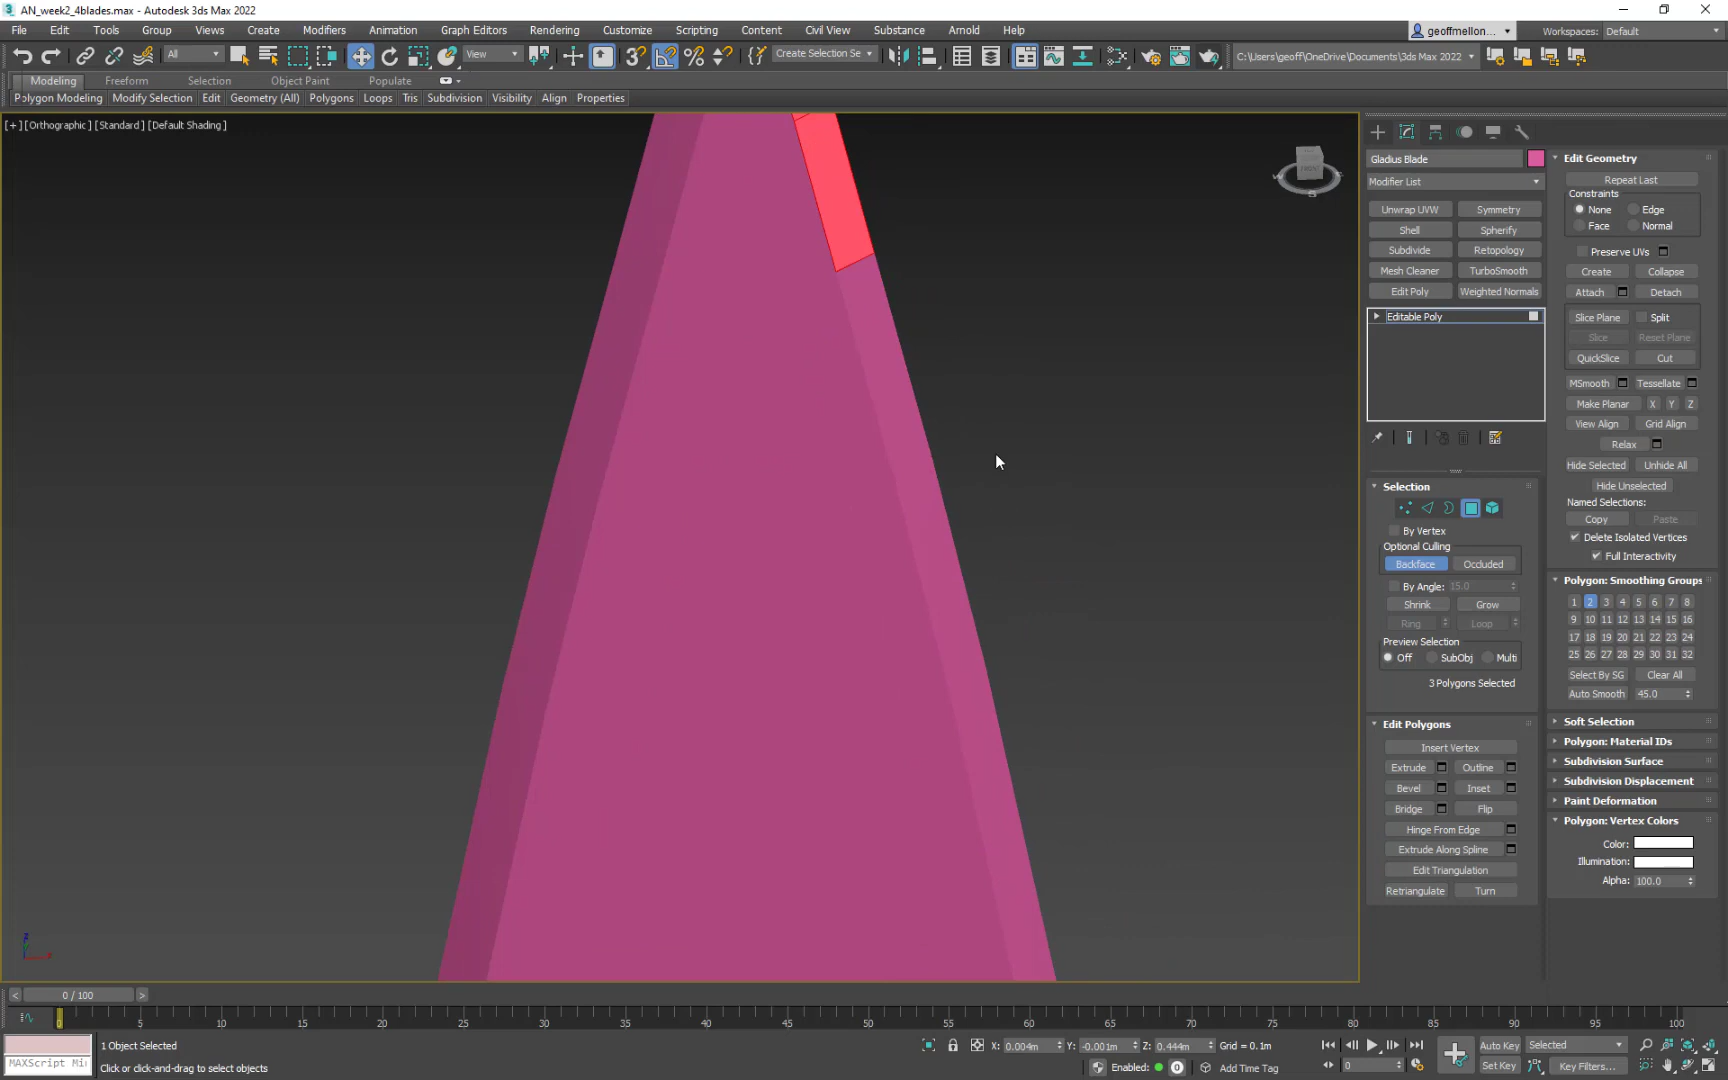 AN_week2_4blades.max - Autodesk 3ds Max 2022
File Edit Tools Group Views Create Modifiers Animation Graph Editors Rendering Customize Scripting Content Civil View Substance Arnold Help
geoffmellon... Workspaces: Default
All View Create Selection Se C:\Users\geoff\OneDrive\Documents\3ds Max 2022
Modeling Freeform Selection Object Paint Populate
Polygon Modeling Modify Selection Edit Geometry (All) Polygons Loops Tris Subdivision Visibility Align Properties
[+] [Orthographic] [Standard] [Default Shading]
Gladius Blade
Modifier List
Unwrap UVW Symmetry
Shell Spherify
Subdivide Retopology
Mesh Cleaner TurboSmooth
Edit Poly Weighted Normals
Editable Poly
Selection
By Vertex
Optional Culling
Backface Occluded
By Angle: 15.0
Shrink Grow
Ring Loop
Preview Selection
Off SubObj Multi
3 Polygons Selected
Edit Polygons
Insert Vertex
Extrude Outline
Bevel Inset
Bridge Flip
Hinge From Edge
Extrude Along Spline
Edit Triangulation
Retriangulate Turn
Edit Geometry
Repeat Last
Constraints
None Edge
Face Normal
Preserve UVs
Create Collapse
Attach Detach
Slice Plane Split
Slice Reset Plane
QuickSlice Cut
MSmooth Tessellate
Make Planar X Y Z
View Align Grid Align
Relax
Hide Selected Unhide All
Hide Unselected
Named Selections:
Copy Paste
Delete Isolated Vertices
Full Interactivity
Polygon: Smoothing Groups
1 2 3 4 5 6 7 8
9 10 11 12 13 14 15 16
17 18 19 20 21 22 23 24
25 26 27 28 29 30 31 32
Select By SG Clear All
Auto Smooth 45.0
Soft Selection
Polygon: Material IDs
Subdivision Surface
Subdivision Displacement
Paint Deformation
Polygon: Vertex Colors
Color:
Illumination:
Alpha: 100.0
< 0 / 100 >
0 5 10 15 20 25 30 35 40 45 50 55 60 65 70 75 80 85 90 95 100
1 Object Selected X: 0.004m Y: -0.001m Z: 0.444m Grid = 0.1m Auto Key Selected
MAXScript Mi Click or click-and-drag to select objects Enabled: 0 Add Time Tag 0 Set Key Key Filters...